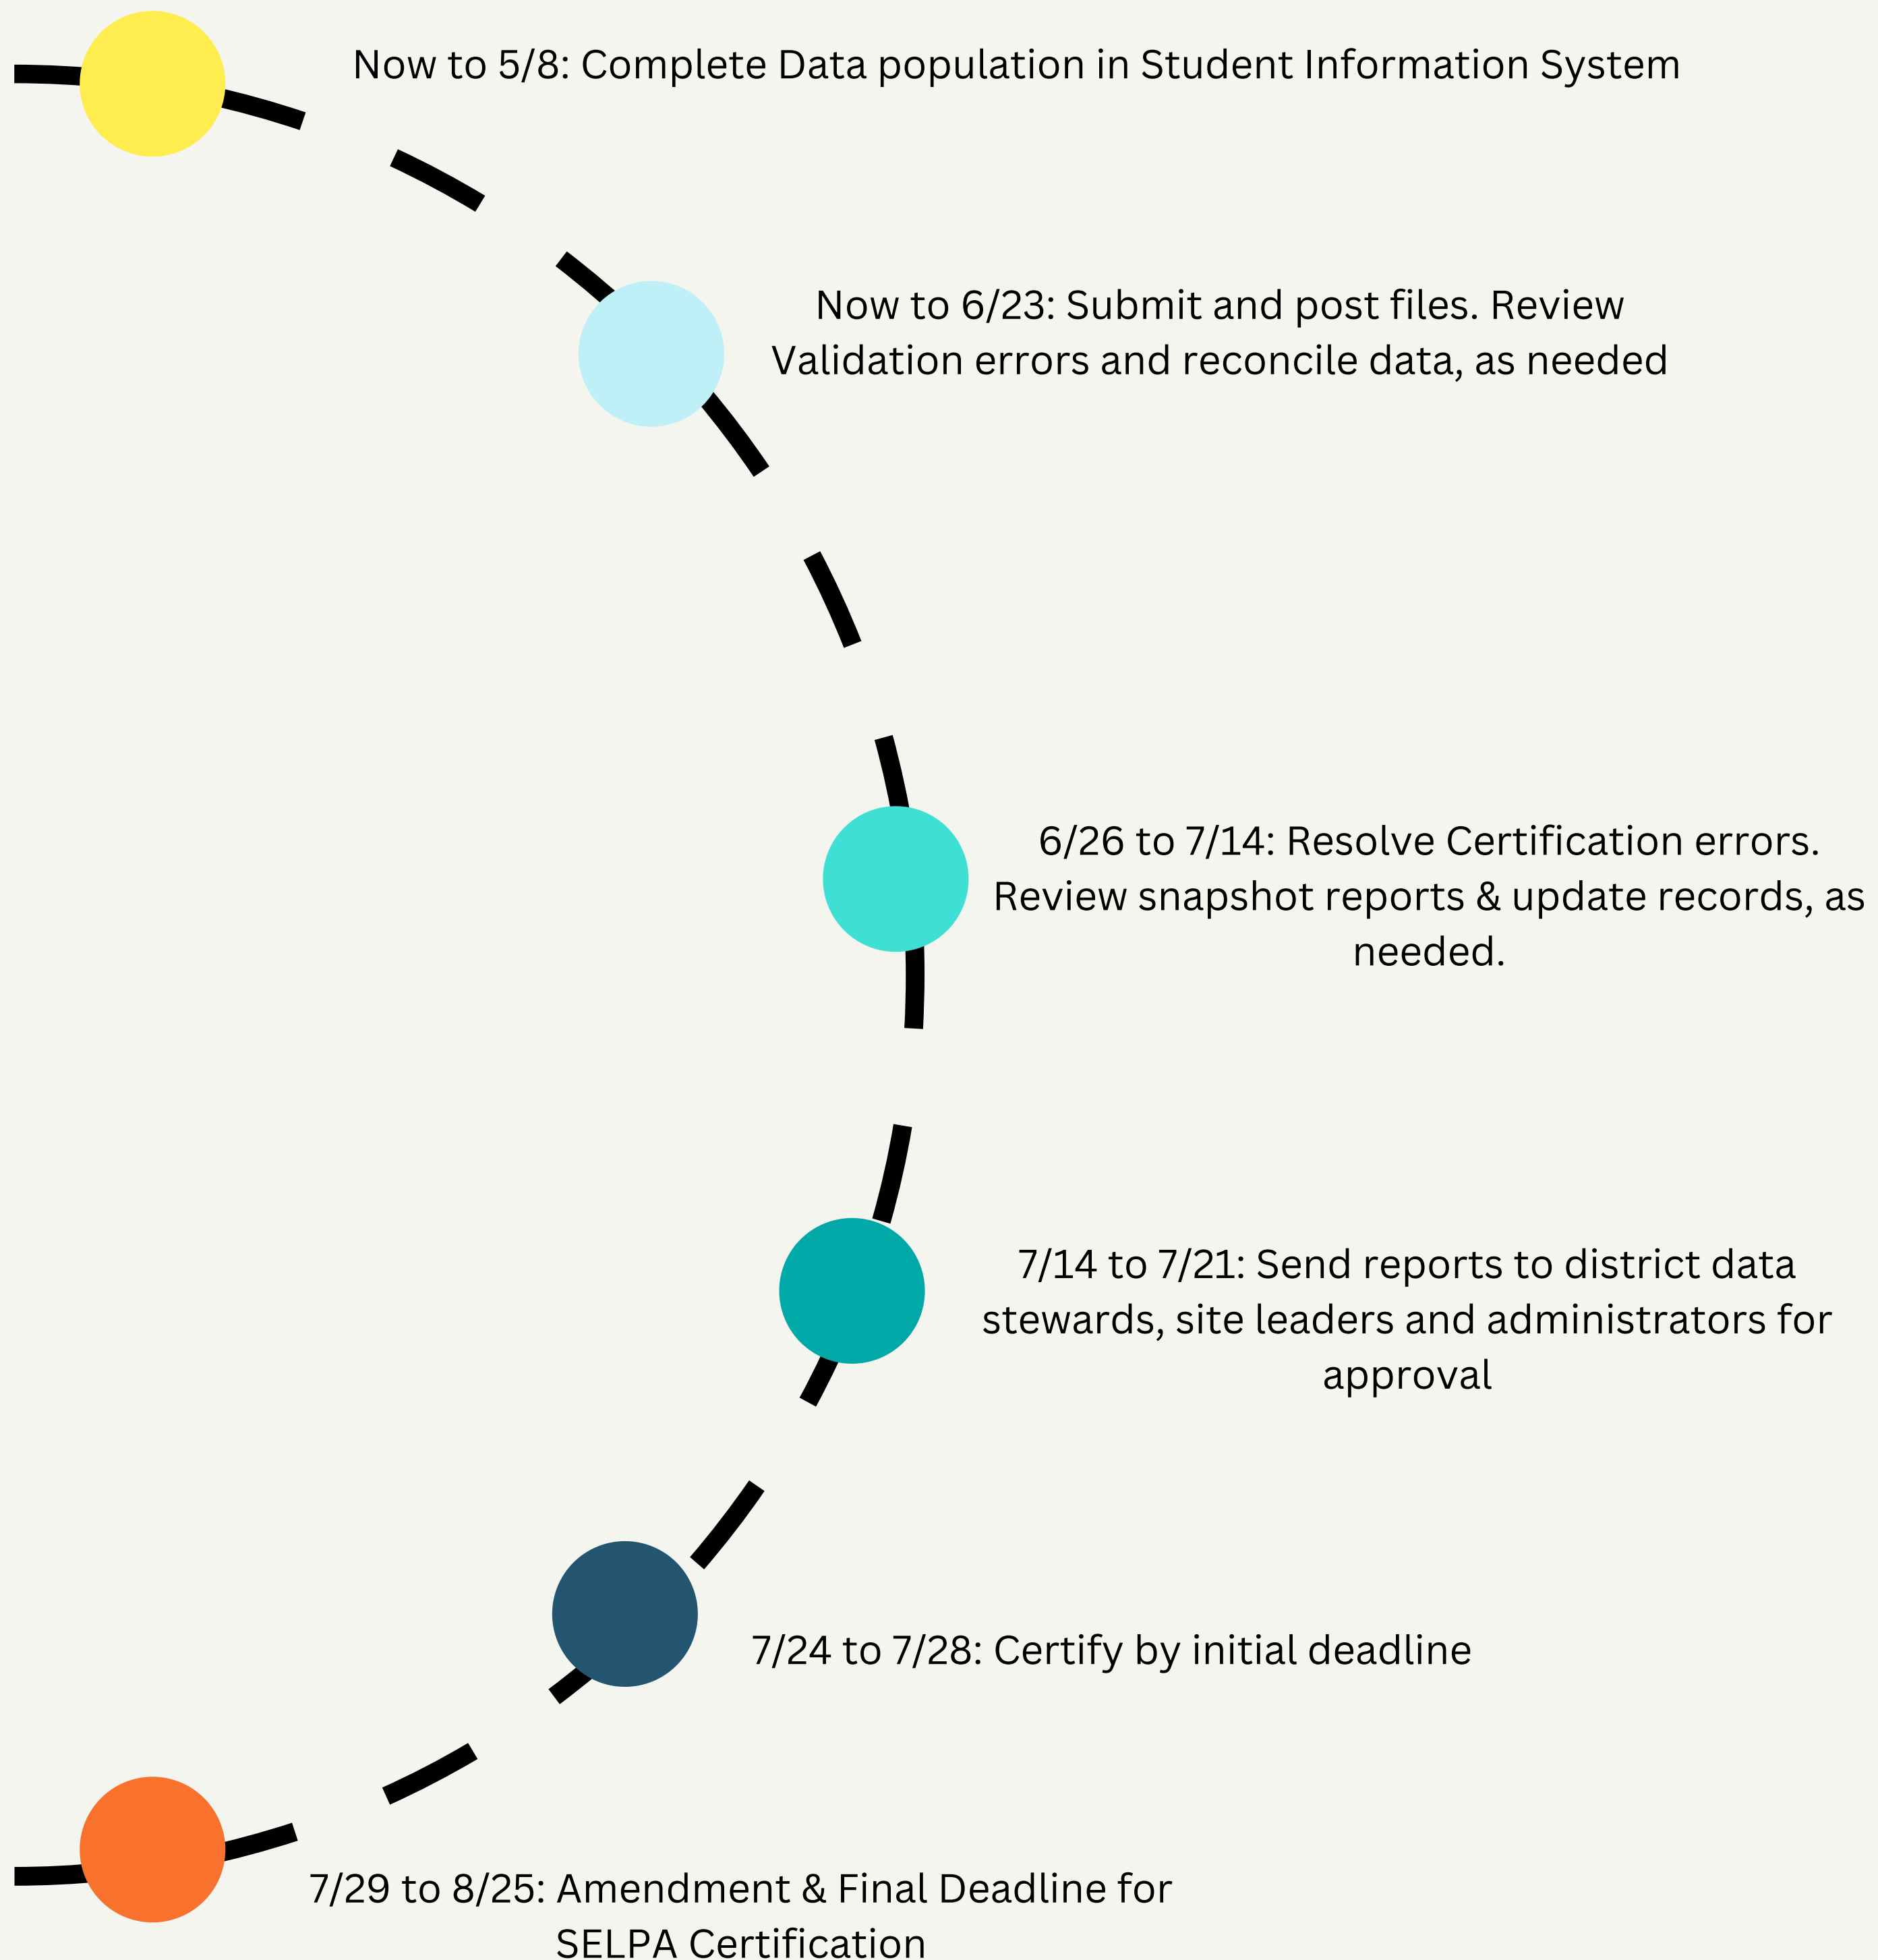 Now to 5/8: Complete Data population in Student Information System
Now to 6/23: Submit and post files. Review
Validation errors and reconcile data, as needed
6/26 to 7/14: Resolve Certification errors.
Review snapshot reports & update records, as
needed.
7/14 to 7/21: Send reports to district data
stewards, site leaders and administrators for
approval
7/24 to 7/28: Certify by initial deadline
7/29 to 8/25: Amendment & Final Deadline for
SELPA Certification